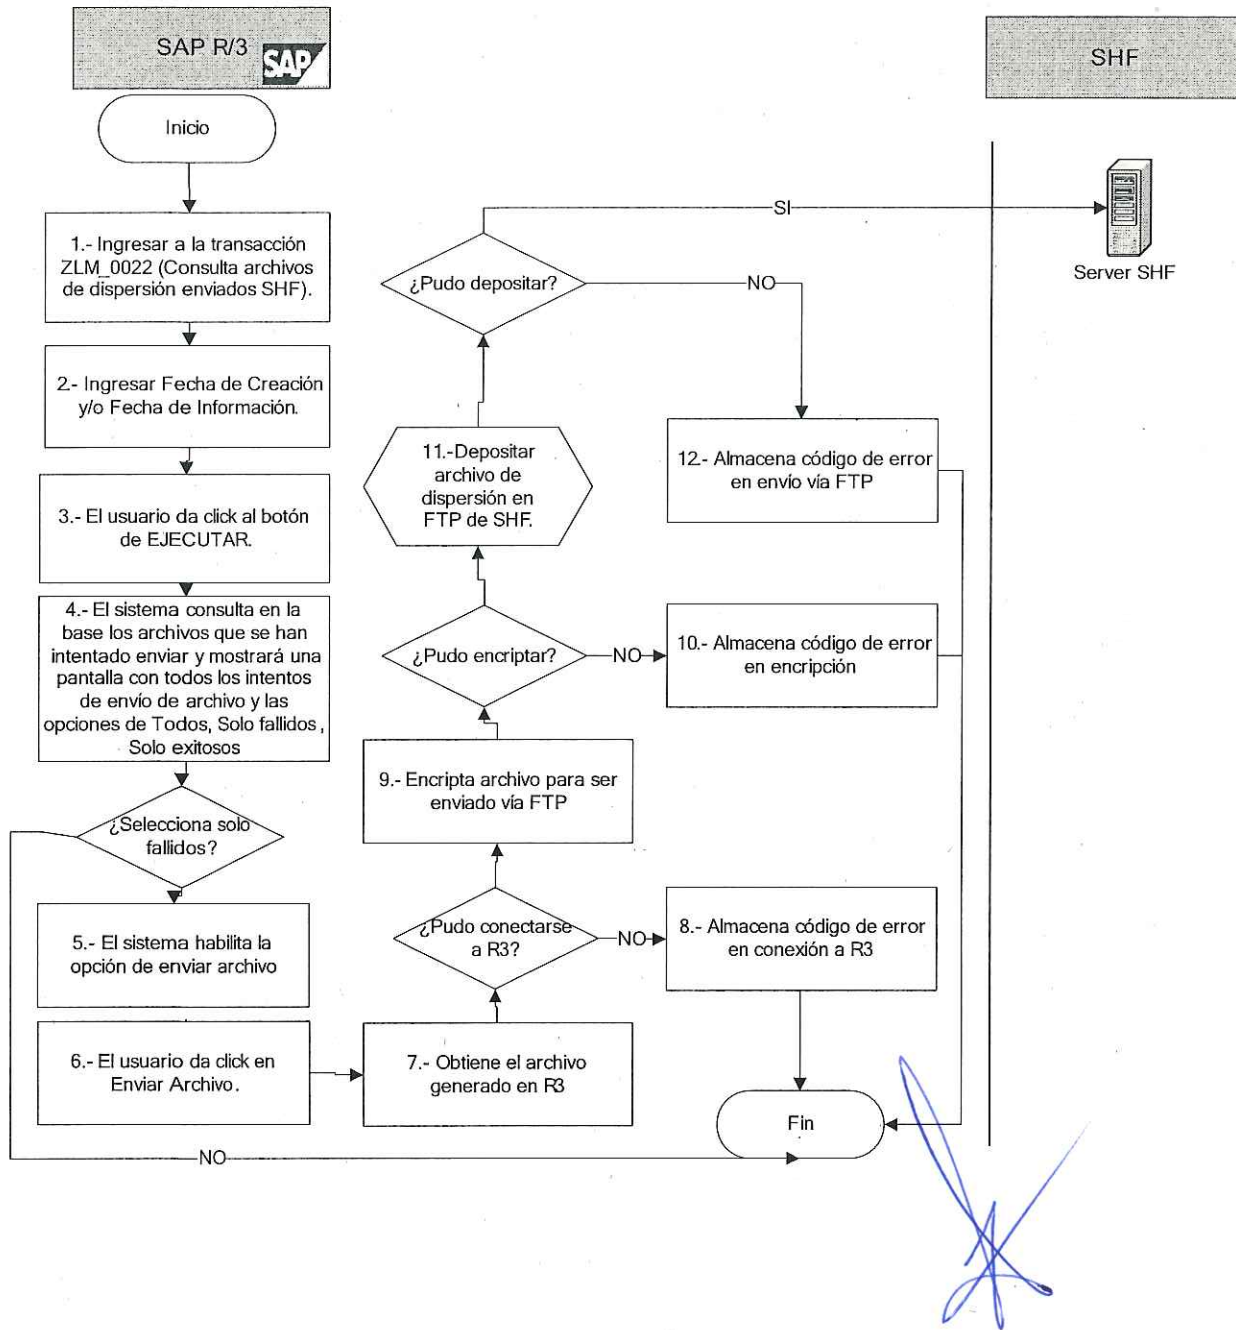 SAP R/3
SAP
SHF
Inicio
1.- Ingresar a la transacción
ZLM_0022 (Consulta archivos
de dispersión enviados SHF).
2.- Ingresar Fecha de Creación
y/o Fecha de Información.
3.- El usuario da click al botón
de EJECUTAR.
4.- El sistema consulta en la
base los archivos que se han
intentado enviar y mostrará una
pantalla con todos los intentos
de envío de archivo y las
opciones de Todos, Solo fallidos,
Solo exitosos
¿Selecciona solo
fallidos?
5.- El sistema habilita la
opción de enviar archivo
6.- El usuario da click en
Enviar Archivo.
NO
7.- Obtiene el archivo
generado en R3
¿Pudo conectarse
a R3?
NO
8.- Almacena código de error
en conexión a R3
9.- Encripta archivo para ser
enviado vía FTP
¿Pudo encriptar?
NO
10.- Almacena código de error
en encripción
11.-Depositar
archivo de
dispersión en
FTP de SHF.
¿Pudo depositar?
NO
12.- Almacena código de error
en envío vía FTP
SI
Server SHF
Fin